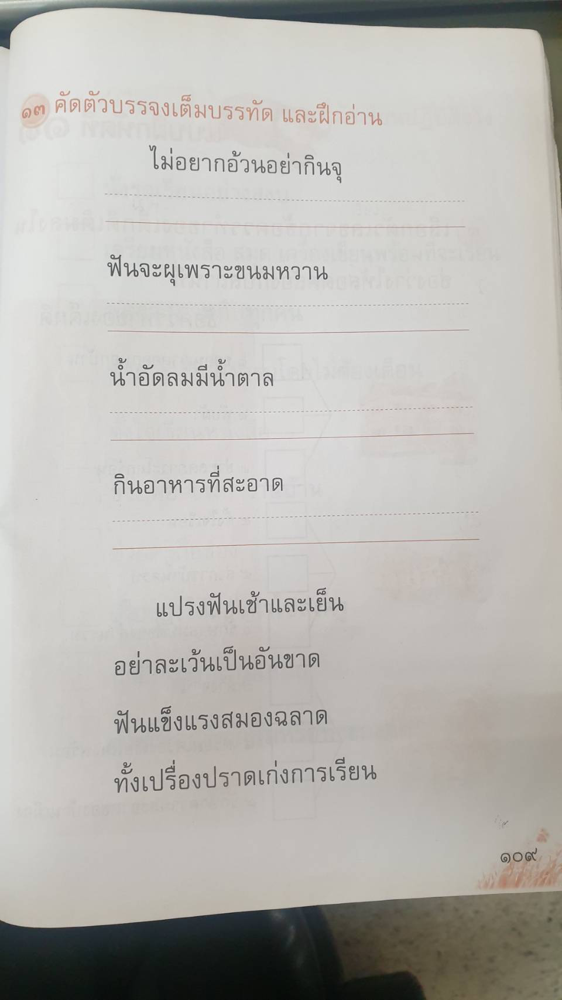 ๑๓ คัดตัวบรรจงเต็มบรรทัด และฝึกอ่าน
ไม่อยากอ้วนอย่ากินจุ
ฟันจะผุเพราะขนมหวาน
น้ำอัดลมมีน้ำตาล
กินอาหารที่สะอาด
แปรงฟันเช้าและเย็น
อย่าละเว้นเป็นอันขาด
ฟันแข็งแรงสมองฉลาด
ทั้งเปรื่องปราดเก่งการเรียน
๑๐๙